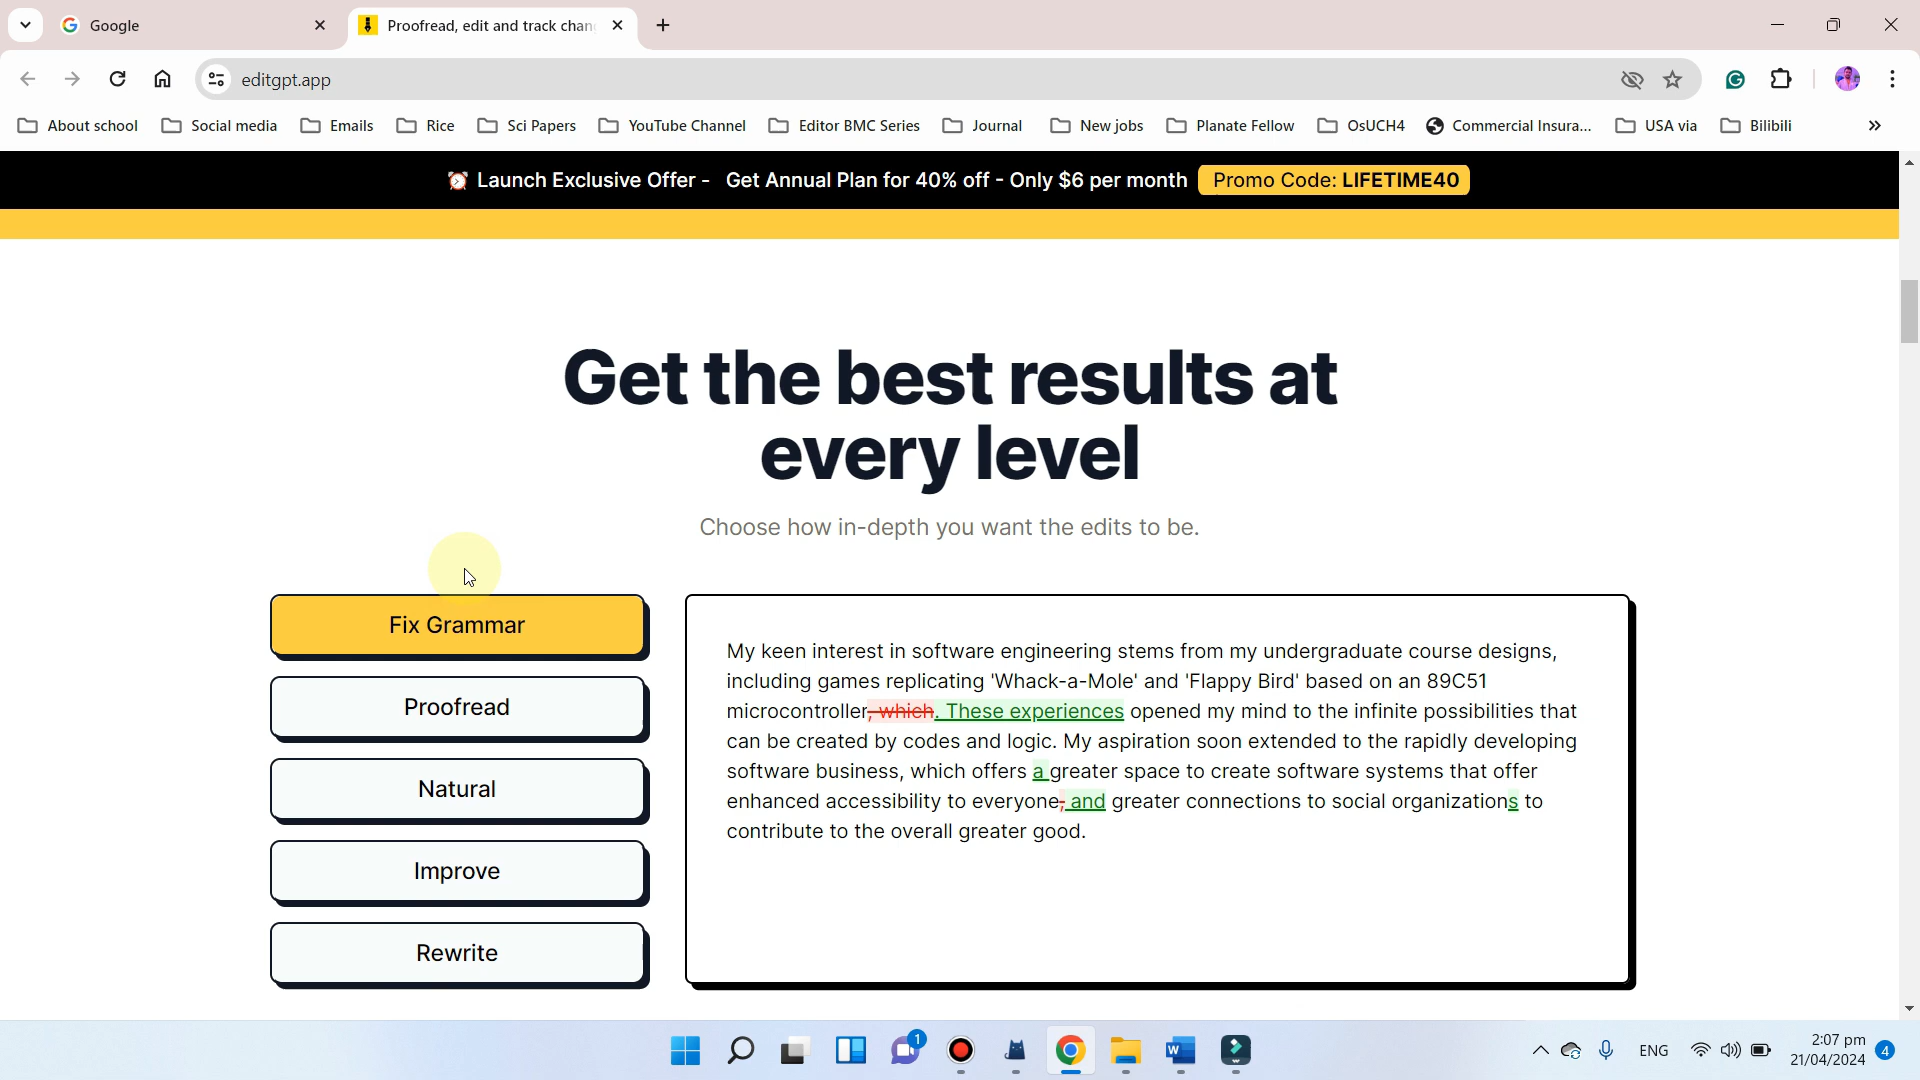 Google
Proofread, edit and track chan
editgpt.app
About school
Social media
Emails
Rice
Sci Papers
YouTube Channel
Editor BMC Series
Journal
New jobs
Planate Fellow
OsUCH4
Commercial Insura...
USA via
Bilibili
»
⏰ Launch Exclusive Offer - Get Annual Plan for 40% off - Only $6 per month Promo Code: LIFETIME40
Get the best results at
every level
Choose how in-depth you want the edits to be.
Fix Grammar
Proofread
Natural
Improve
Rewrite
My keen interest in software engineering stems from my undergraduate course designs,
including games replicating 'Whack-a-Mole' and 'Flappy Bird' based on an 89C51
microcontroller, which. These experiences opened my mind to the infinite possibilities that
can be created by codes and logic. My aspiration soon extended to the rapidly developing
software business, which offers a greater space to create software systems that offer
enhanced accessibility to everyone, and greater connections to social organizations to
contribute to the overall greater good.
1
W
ENG
2:07 pm
21/04/2024
4